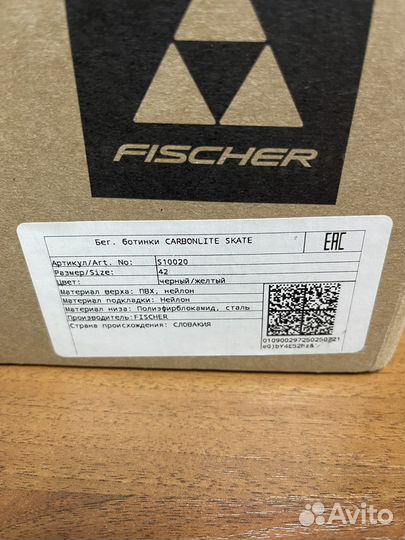 FISCHER
Бег. ботинки CARBONLITE SKATE
EAC
Артикул/Art. No: S10020
Размер/Size: 42
Цвет: черный/желтый
Материал верха: ПВХ, нейлон
Материал подкладки: Нейлон
Материал низа: Полиэфирблокамид, сталь
Производитель: FISCHER
Страна происхождения: СЛОВАКИЯ
Avito